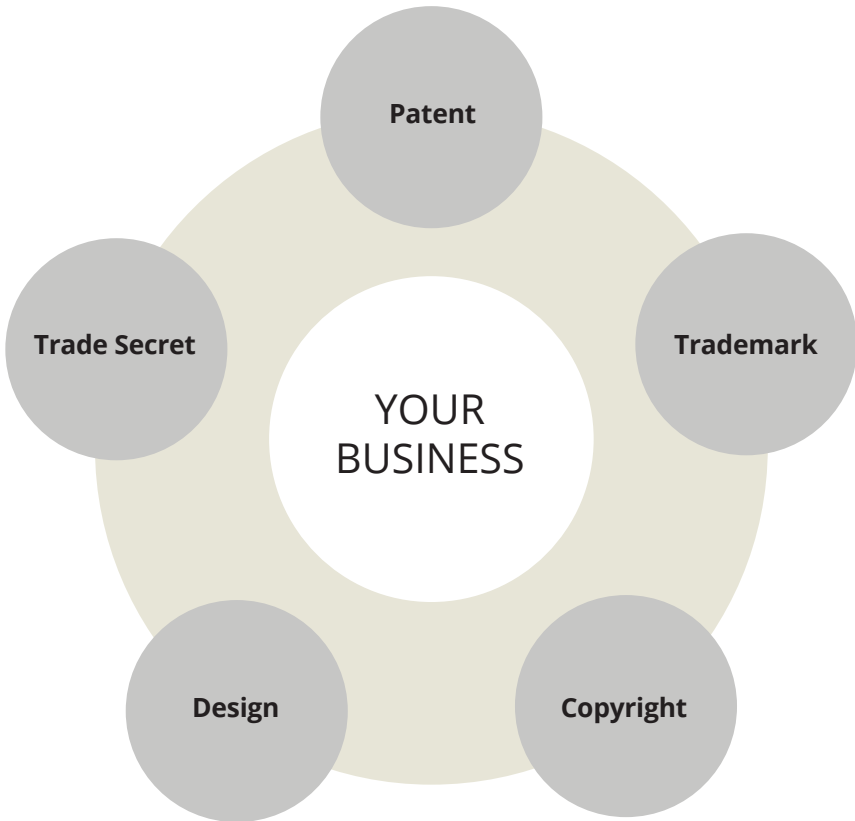 Patent
Trade Secret
Trademark
YOUR
BUSINESS
Design
Copyright